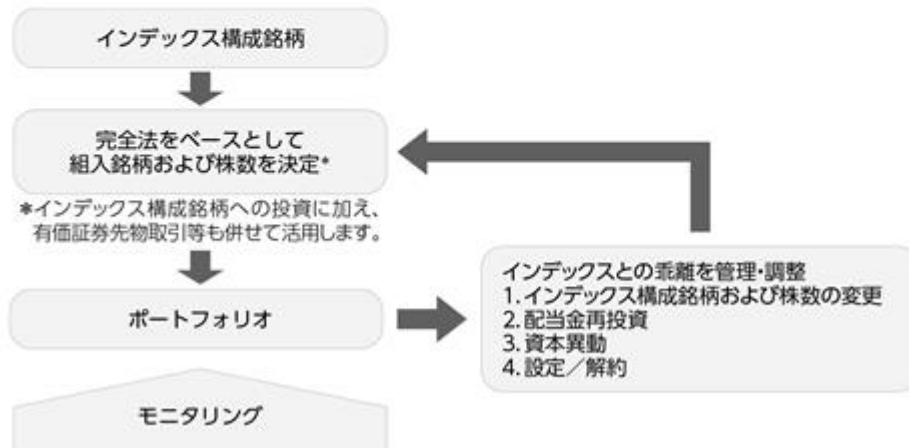 インデックス構成銘柄
完全法をベースとして
組入銘柄および株数を決定*
*インデックス構成銘柄への投資に加え、
有価証券先物取引等も併せて活用します。
ポートフォリオ
モニタリング
インデックスとの乖離を管理・調整
1.インデックス構成銘柄および株数の変更
2.配当金再投資
3.資本異動
4.設定／解約